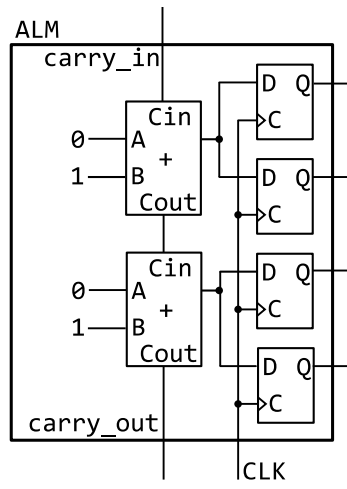 ALM
carry_in
Cin
0 A
+
1 B
Cout
D Q
C
D Q
C
Cin
0 A
+
1 B
Cout
D Q
C
D Q
C
carry_out
CLK